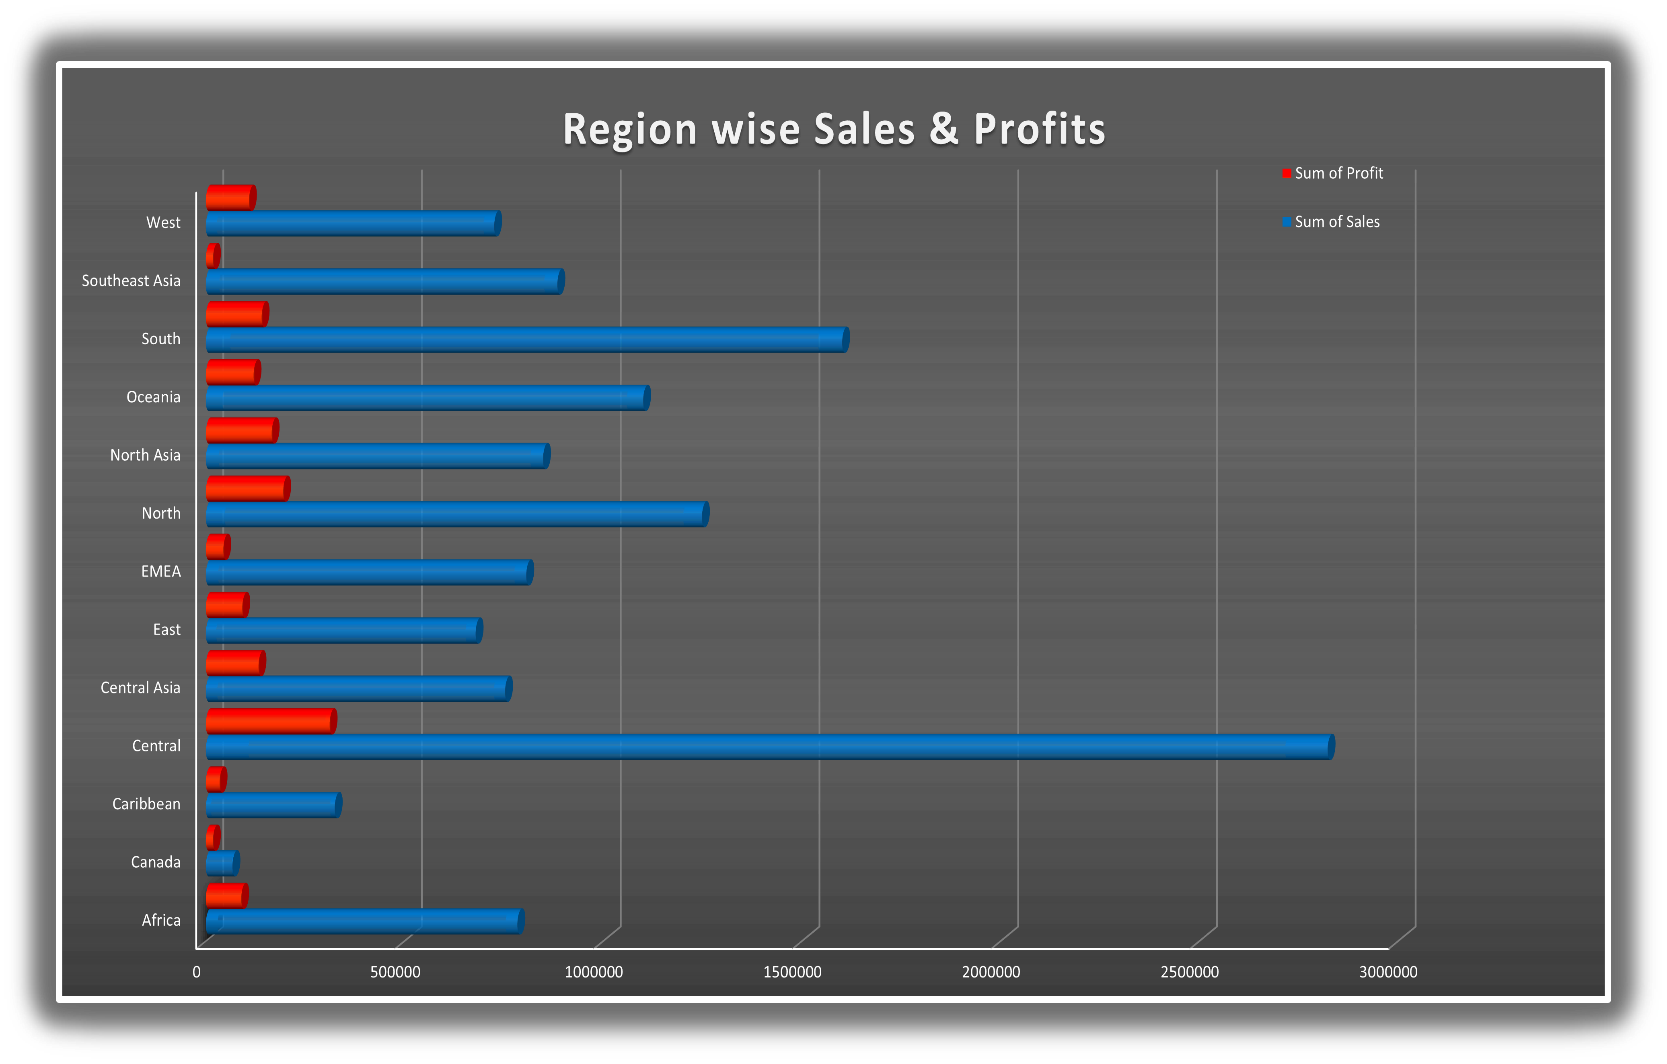 Region wise Sales & Profits
Sum of Profit
Sum of Sales
West
Southeast Asia
South
Oceania
North Asia
North
EMEA
East
Central Asia
Central
Caribbean
Canada
Africa
0 500000 1000000 1500000 2000000 2500000 3000000